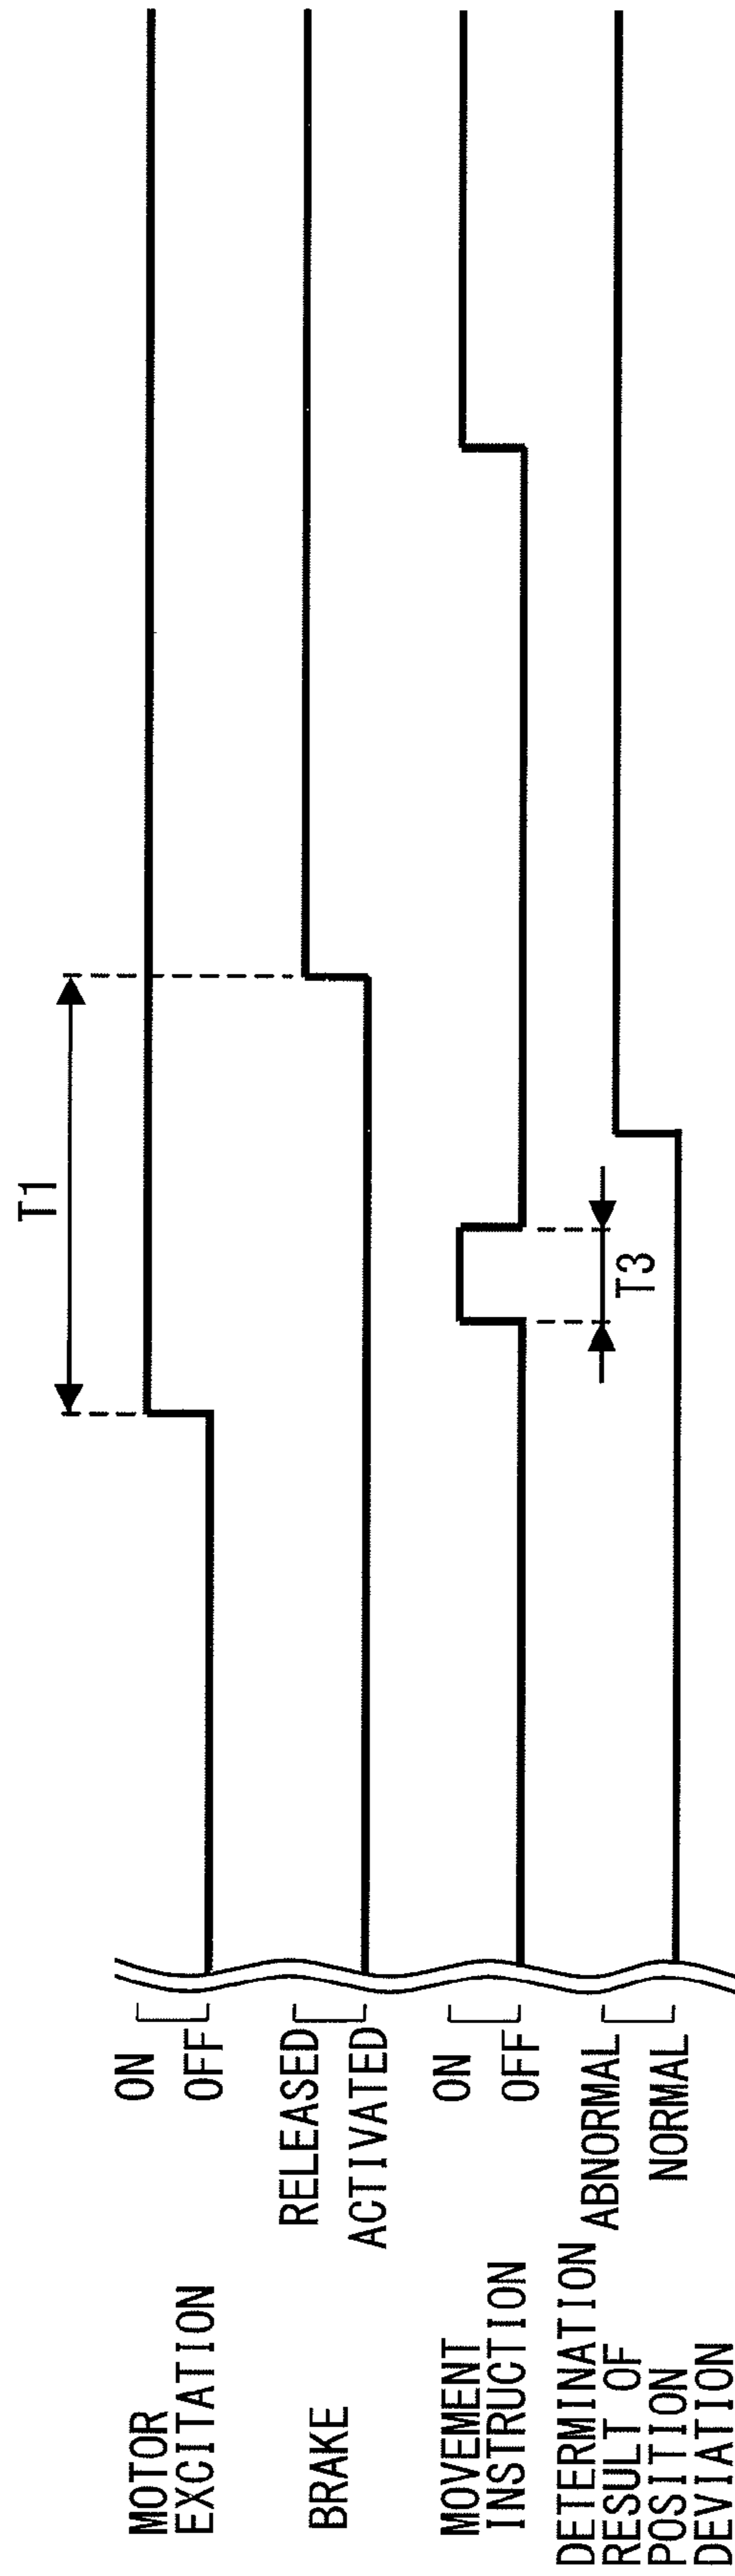 T1
MOTOR
EXCITATION
ON
OFF
BRAKE
RELEASED
ACTIVATED
MOVEMENT
INSTRUCTION
ON
OFF
T3
DETERMINATION
RESULT OF
POSITION
DEVIATION
ABNORMAL
NORMAL